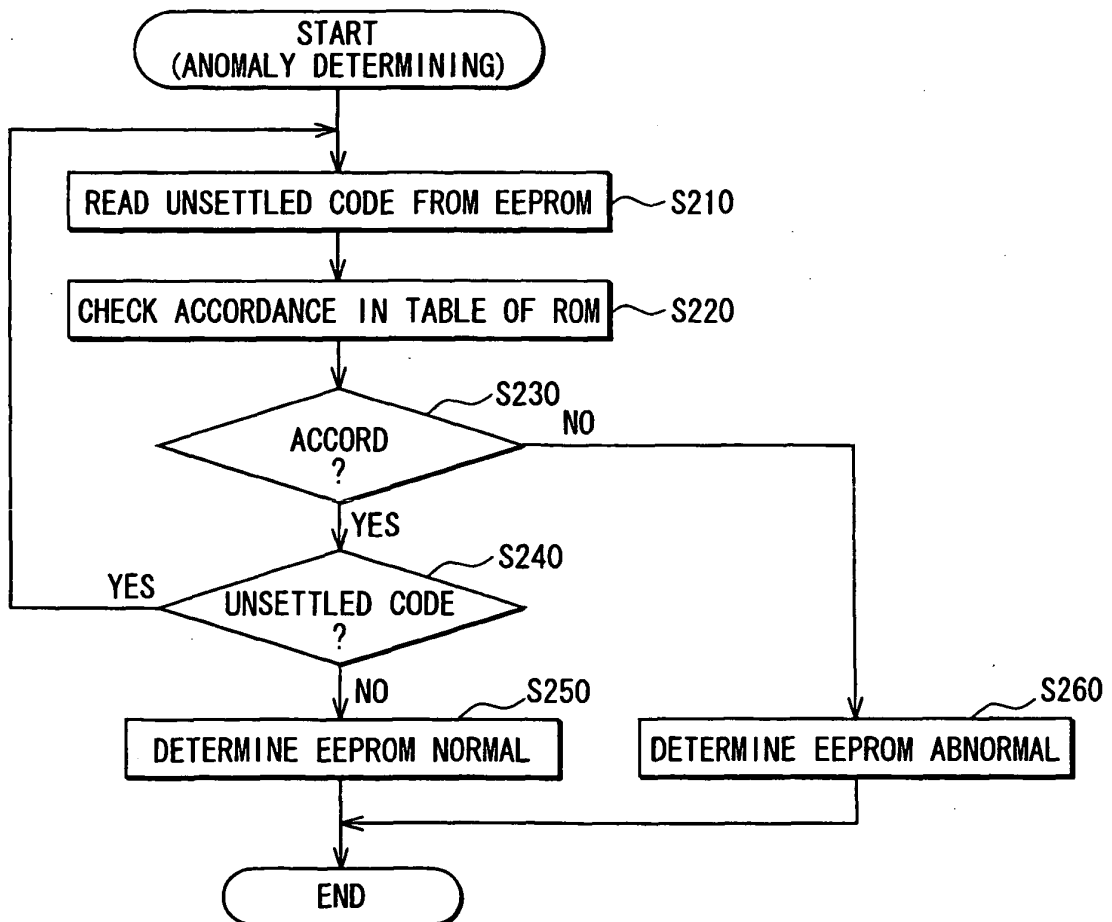 START
(ANOMALY DETERMINING)
READ UNSETTLED CODE FROM EEPROM
S210
CHECK ACCORDANCE IN TABLE OF ROM
S220
S230
ACCORD
?
NO
YES
S240
YES
UNSETTLED CODE
?
NO
S250
S260
DETERMINE EEPROM NORMAL
DETERMINE EEPROM ABNORMAL
END